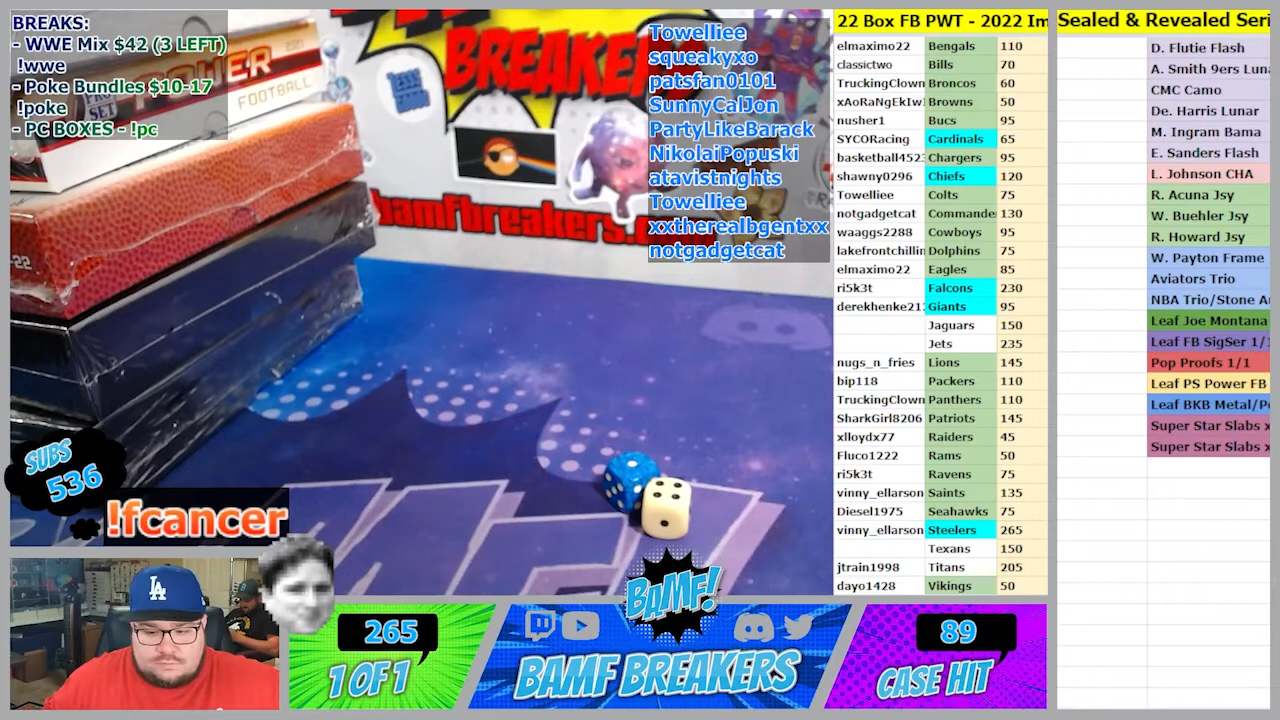 BREAKS:
- WWE Mix $42 (3 LEFT)
!wwe
- Poke Bundles $10-17
!poke
- PC BOXES - !pc
FOOTBALL
BREAKE
bamfbreakers.
-22
Towelliee
squeakyxo
patsfan0101
SunnyCalJon
PartyLikeBarack
NikolaiPopuski
atavistnights
Towelliee
xxtherealbgentxx
notgadgetcat
22 Box FB PWT - 2022 Im
elmaximo22 Bengals 110
classictwo Bills 70
TruckingClown Broncos 60
xAoRaNgEkIw Browns 50
nusher1 Bucs 95
SYCORacing Cardinals 65
basketball452 Chargers 95
shawny0296 Chiefs 120
Towelliee Colts 75
notgadgetcat Commande 130
waaggs2288 Cowboys 95
lakefrontchillin Dolphins 75
elmaximo22 Eagles 85
ri5k3t Falcons 230
derekhenke21 Giants 95
Jaguars 150
Jets 235
nugs_n_fries Lions 145
bip118 Packers 110
TruckingClown Panthers 110
SharkGirl8206 Patriots 145
xlloydx77 Raiders 45
Fluco1222 Rams 50
ri5k3t Ravens 75
vinny_ellarson Saints 135
Diesel1975 Seahawks 75
vinny_ellarson Steelers 265
Texans 150
jtrain1998 Titans 205
dayo1428 Vikings 50
Sealed & Revealed Seri
D. Flutie Flash
A. Smith 9ers Luna
CMC Camo
De. Harris Lunar
M. Ingram Bama
E. Sanders Flash
L. Johnson CHA
R. Acuna Jsy
W. Buehler Jsy
R. Howard Jsy
W. Payton Frame
Aviators Trio
NBA Trio/Stone A
Leaf Joe Montana
Leaf FB SigSer 1/
Pop Proofs 1/1
Leaf PS Power FB
Leaf BKB Metal/P
Super Star Slabs x
Super Star Slabs x
SUBS
536
!fcancer
LA
265
1 OF 1
BAMF!
BAMF BREAKERS
89
CASE HIT